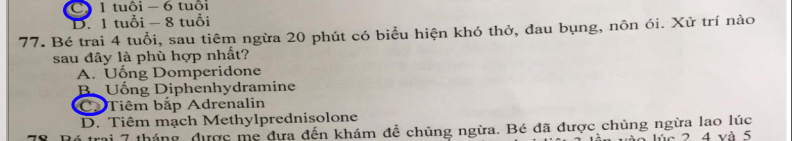 C. 1 tuổi – 6 tuổi
D. 1 tuổi – 8 tuổi
77. Bé trai 4 tuổi, sau tiêm ngừa 20 phút có biểu hiện khó thở, đau bụng, nôn ói. Xử trí nào
sau đây là phù hợp nhất?
A. Uống Domperidone
B. Uống Diphenhydramine
C. Tiêm bắp Adrenalin
D. Tiêm mạch Methylprednisolone
78. Bé trai 7 tháng, được mẹ đưa đến khám để chủng ngừa. Bé đã được chủng ngừa lao lúc
lần vào lúc 2, 4 và 5